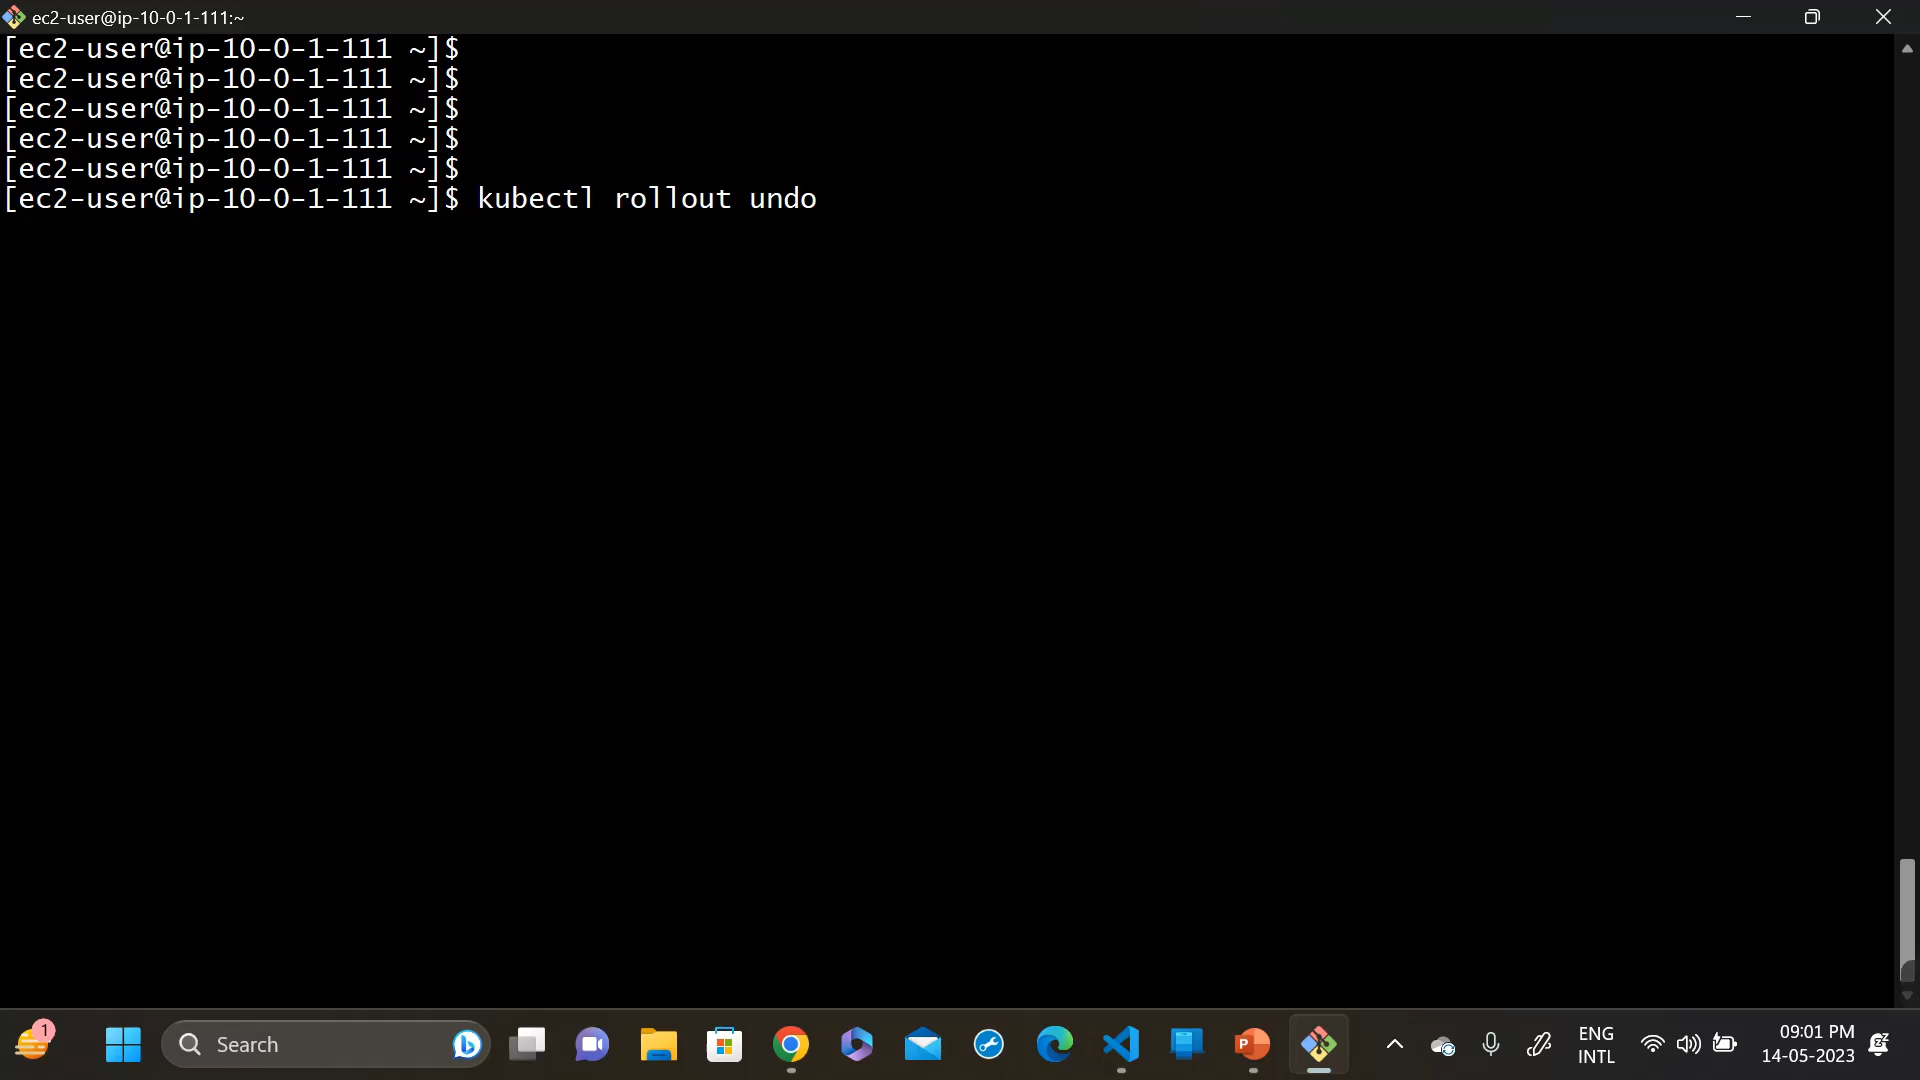 ec2-user@ip-10-0-1-111:~
[ec2-user@ip-10-0-1-111 ~]$
[ec2-user@ip-10-0-1-111 ~]$
[ec2-user@ip-10-0-1-111 ~]$
[ec2-user@ip-10-0-1-111 ~]$
[ec2-user@ip-10-0-1-111 ~]$
[ec2-user@ip-10-0-1-111 ~]$ kubectl rollout undo
1
Search
P
ENG
INTL
09:01 PM
14-05-2023